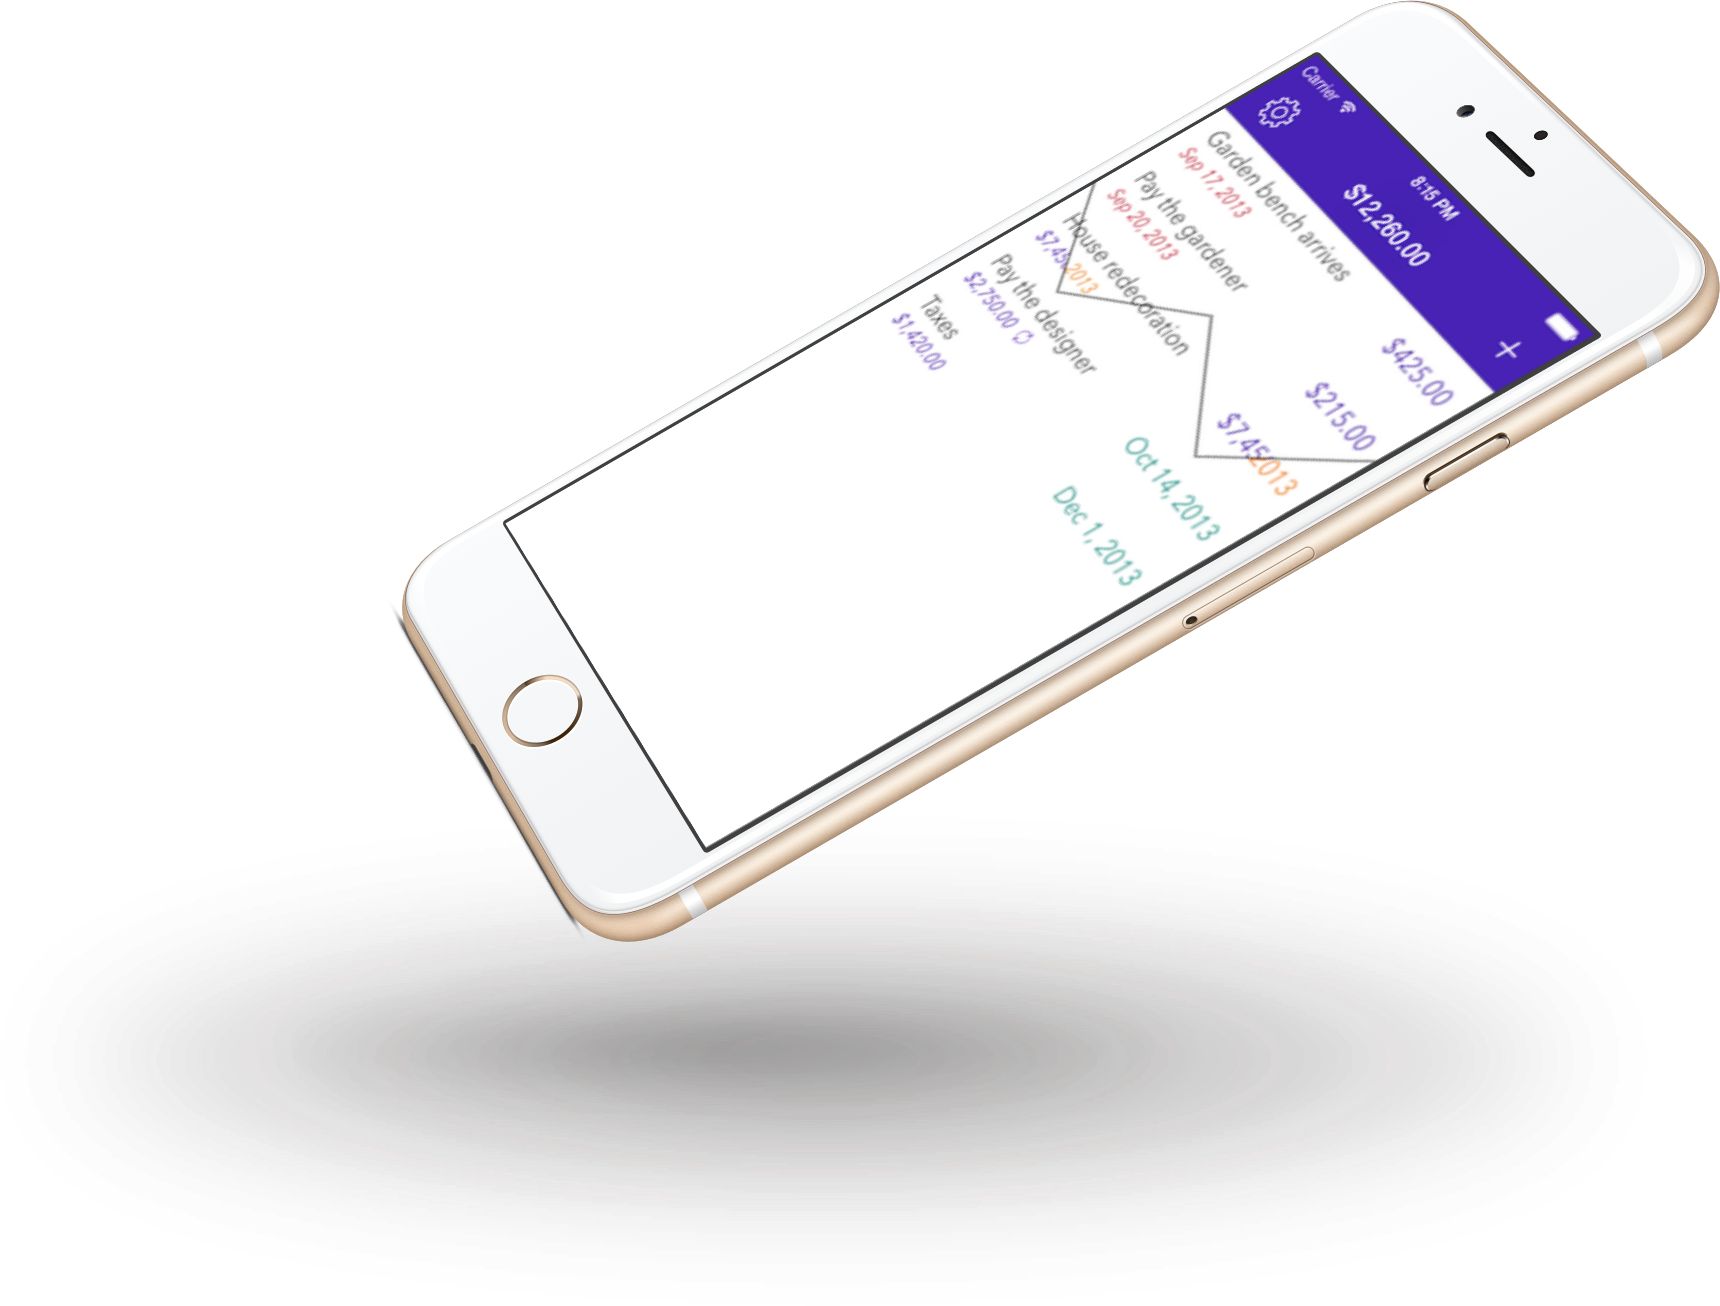 Carrier 8:15 PM
$12,260.00
Garden bench arrives $425.00
Sep 17, 2013
Pay the gardener $215.00
Sep 20, 2013
House redecoration $7,45 2013
$7,45 2013
Pay the designer Oct 14, 2013
$2,750.00
Taxes Dec 1, 2013
$1,420.00